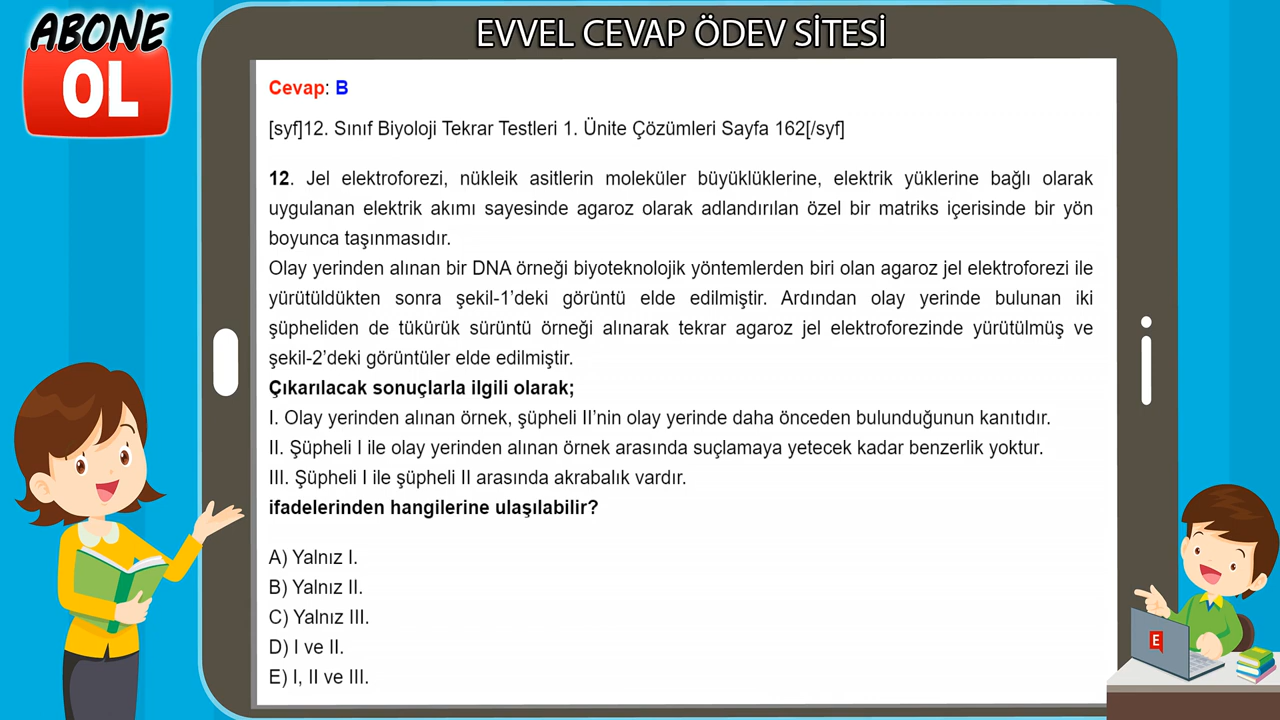 ABONE
OL
EVVEL CEVAP ÖDEV SİTESİ
Cevap: B
[syf]12. Sınıf Biyoloji Tekrar Testleri 1. Ünite Çözümleri Sayfa 162[/syf]
12. Jel elektroforezi, nükleik asitlerin moleküler büyüklüklerine, elektrik yüklerine bağlı olarak
uygulanan elektrik akımı sayesinde agaroz olarak adlandırılan özel bir matriks içerisinde bir yön
boyunca taşınmasıdır.
Olay yerinden alınan bir DNA örneği biyoteknolojik yöntemlerden biri olan agaroz jel elektroforezi ile
yürütüldükten sonra şekil-1’deki görüntü elde edilmiştir. Ardından olay yerinde bulunan iki
şüpheliden de tükürük sürüntü örneği alınarak tekrar agaroz jel elektroforezinde yürütülmüş ve
şekil-2’deki görüntüler elde edilmiştir.
Çıkarılacak sonuçlarla ilgili olarak;
I. Olay yerinden alınan örnek, şüpheli II’nin olay yerinde daha önceden bulunduğunun kanıtıdır.
II. Şüpheli I ile olay yerinden alınan örnek arasında suçlamaya yetecek kadar benzerlik yoktur.
III. Şüpheli I ile şüpheli II arasında akrabalık vardır.
ifadelerinden hangilerine ulaşılabilir?
A) Yalnız I.
B) Yalnız II.
C) Yalnız III.
D) I ve II.
E) I, II ve III.
E